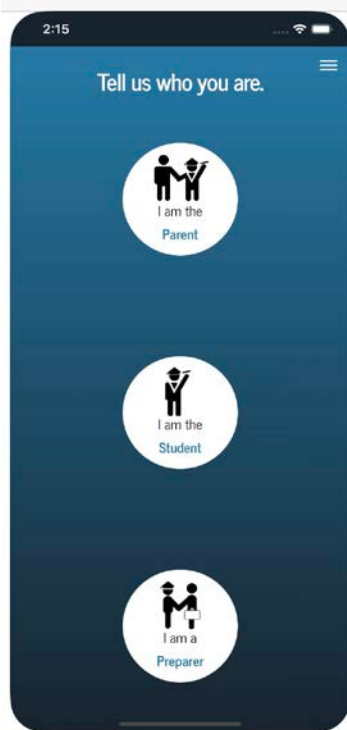 2:15
Tell us who you are.
I am the
Parent
I am the
Student
I am a
Preparer